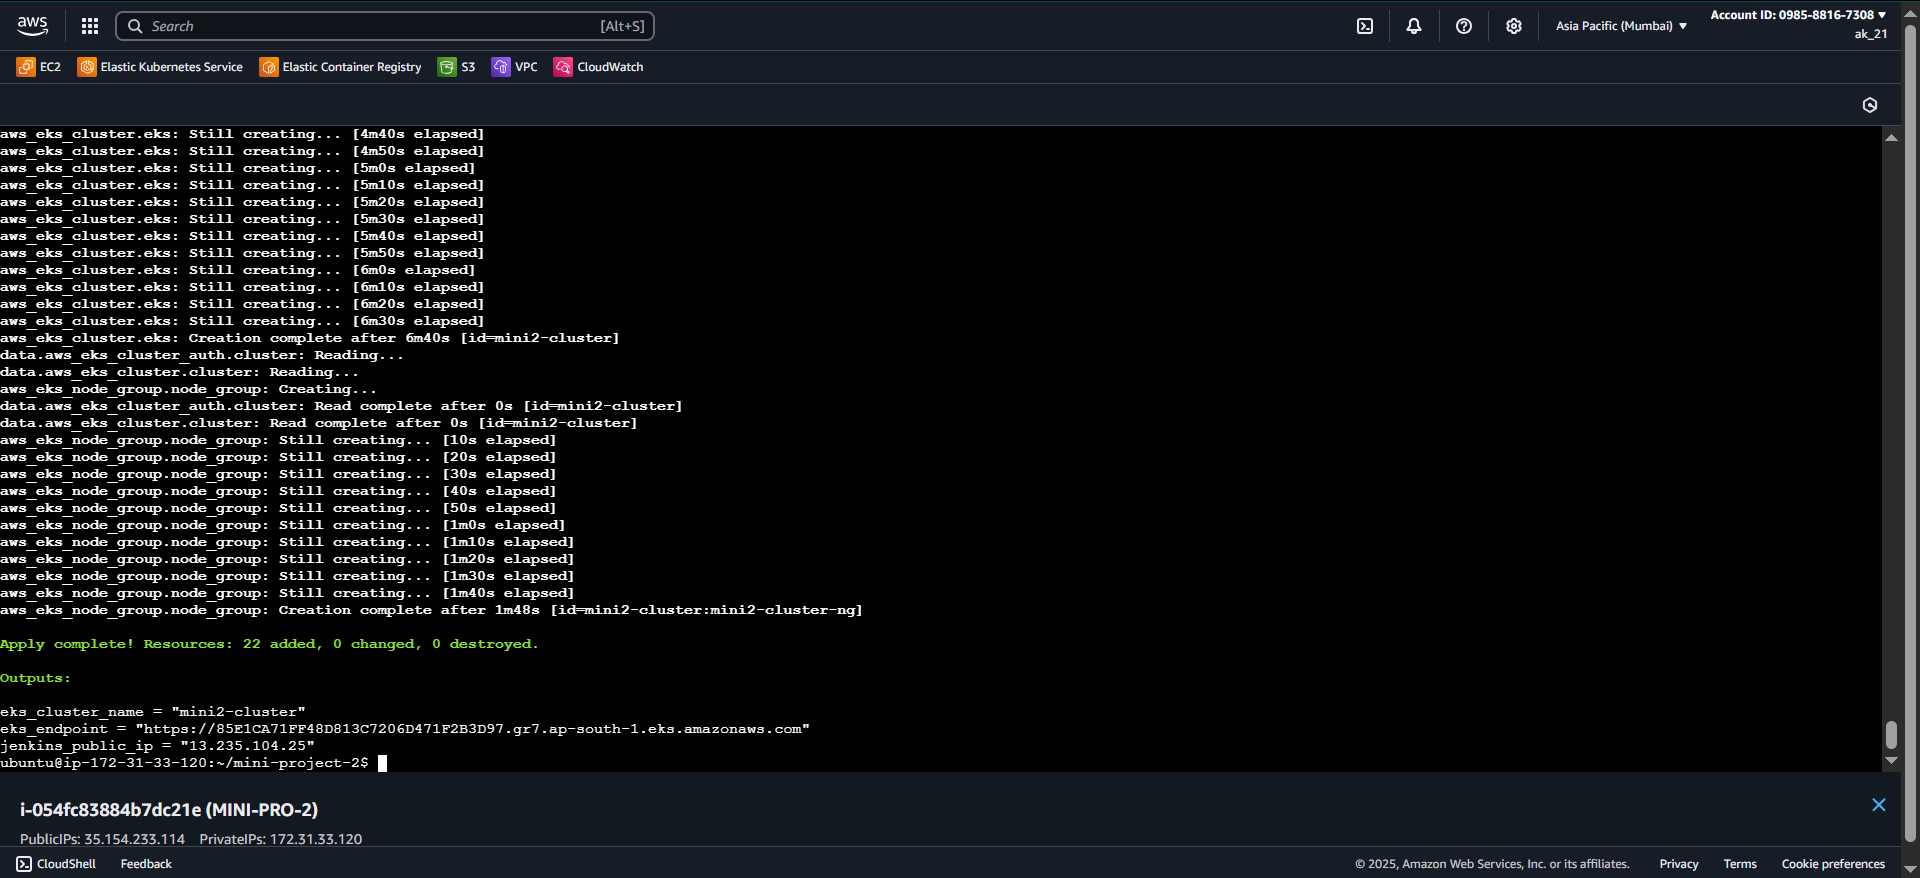 aws
Search [Alt+S]
Asia Pacific (Mumbai)
Account ID: 0985-8816-7308
ak_21
EC2 Elastic Kubernetes Service Elastic Container Registry S3 VPC CloudWatch
aws_eks_cluster.eks: Still creating... [4m40s elapsed]
aws_eks_cluster.eks: Still creating... [4m50s elapsed]
aws_eks_cluster.eks: Still creating... [5m0s elapsed]
aws_eks_cluster.eks: Still creating... [5m10s elapsed]
aws_eks_cluster.eks: Still creating... [5m20s elapsed]
aws_eks_cluster.eks: Still creating... [5m30s elapsed]
aws_eks_cluster.eks: Still creating... [5m40s elapsed]
aws_eks_cluster.eks: Still creating... [5m50s elapsed]
aws_eks_cluster.eks: Still creating... [6m0s elapsed]
aws_eks_cluster.eks: Still creating... [6m10s elapsed]
aws_eks_cluster.eks: Still creating... [6m20s elapsed]
aws_eks_cluster.eks: Still creating... [6m30s elapsed]
aws_eks_cluster.eks: Creation complete after 6m40s [id=mini2-cluster]
data.aws_eks_cluster_auth.cluster: Reading...
data.aws_eks_cluster.cluster: Reading...
aws_eks_node_group.node_group: Creating...
data.aws_eks_cluster_auth.cluster: Read complete after 0s [id=mini2-cluster]
data.aws_eks_cluster.cluster: Read complete after 0s [id=mini2-cluster]
aws_eks_node_group.node_group: Still creating... [10s elapsed]
aws_eks_node_group.node_group: Still creating... [20s elapsed]
aws_eks_node_group.node_group: Still creating... [30s elapsed]
aws_eks_node_group.node_group: Still creating... [40s elapsed]
aws_eks_node_group.node_group: Still creating... [50s elapsed]
aws_eks_node_group.node_group: Still creating... [1m0s elapsed]
aws_eks_node_group.node_group: Still creating... [1m10s elapsed]
aws_eks_node_group.node_group: Still creating... [1m20s elapsed]
aws_eks_node_group.node_group: Still creating... [1m30s elapsed]
aws_eks_node_group.node_group: Still creating... [1m40s elapsed]
aws_eks_node_group.node_group: Creation complete after 1m48s [id=mini2-cluster:mini2-cluster-ng]
Apply complete! Resources: 22 added, 0 changed, 0 destroyed.
Outputs:
eks_cluster_name = "mini2-cluster"
eks_endpoint = "https://85E1CA71FF48D813C7206D471F2B3D97.gr7.ap-south-1.eks.amazonaws.com"
jenkins_public_ip = "13.235.104.25"
ubuntu@ip-172-31-33-120:~/mini-project-2$
i-054fc83884b7dc21e (MINI-PRO-2)
PublicIPs: 35.154.233.114 PrivateIPs: 172.31.33.120
CloudShell Feedback © 2025, Amazon Web Services, Inc. or its affiliates. Privacy Terms Cookie preferences